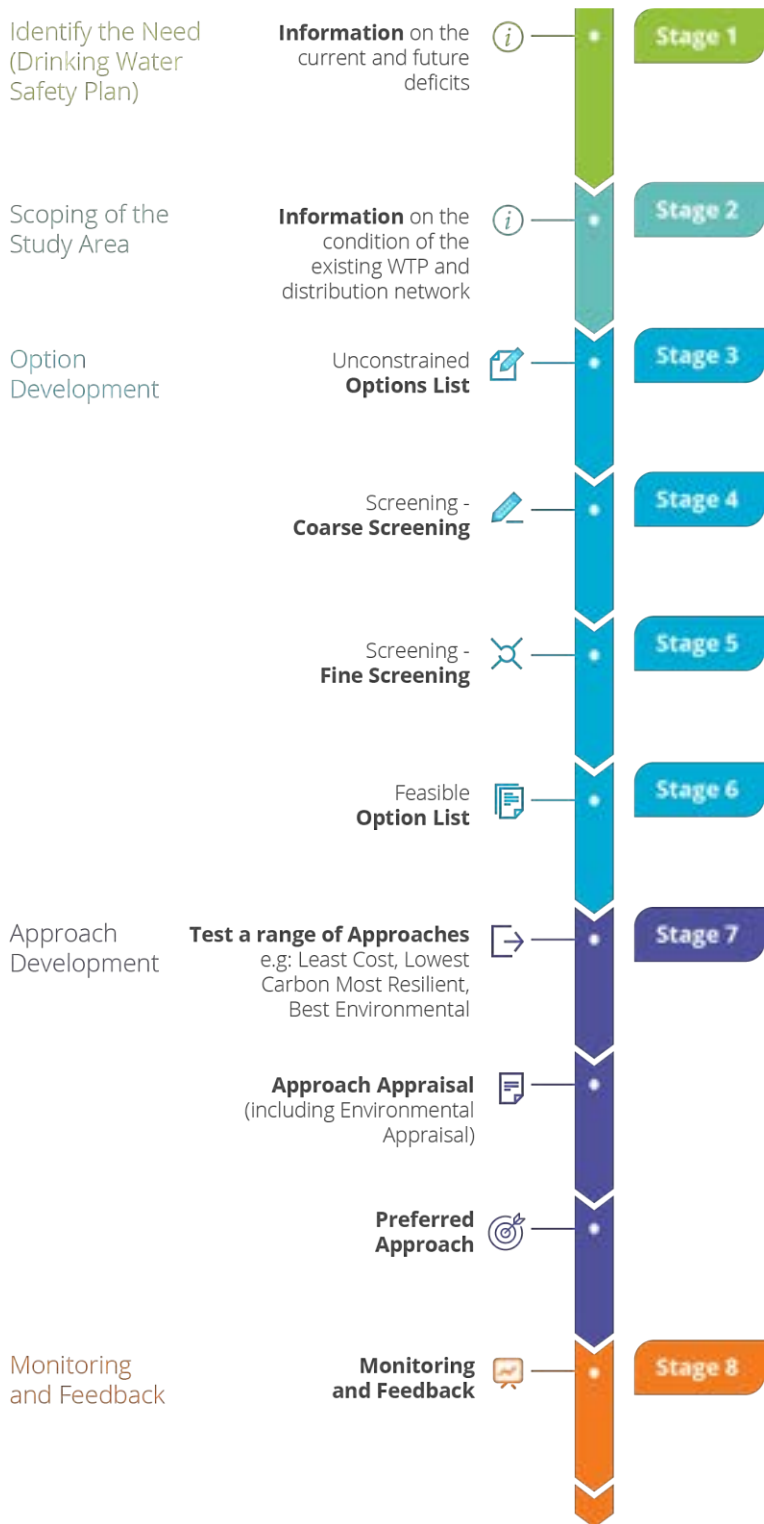 Identify the Need
(Drinking Water
Safety Plan)
Information on the
current and future
deficits
i
Stage 1
Scoping of the
Study Area
Information on the
condition of the
existing WTP and
distribution network
i
Stage 2
Option
Development
Unconstrained
Options List
Stage 3
Screening -
Coarse Screening
Stage 4
Screening -
Fine Screening
Stage 5
Feasible
Option List
Stage 6
Approach
Development
Test a range of Approaches
e.g: Least Cost, Lowest
Carbon Most Resilient,
Best Environmental
Stage 7
Approach Appraisal
(including Environmental
Appraisal)
Preferred
Approach
Monitoring
and Feedback
Monitoring
and Feedback
Stage 8